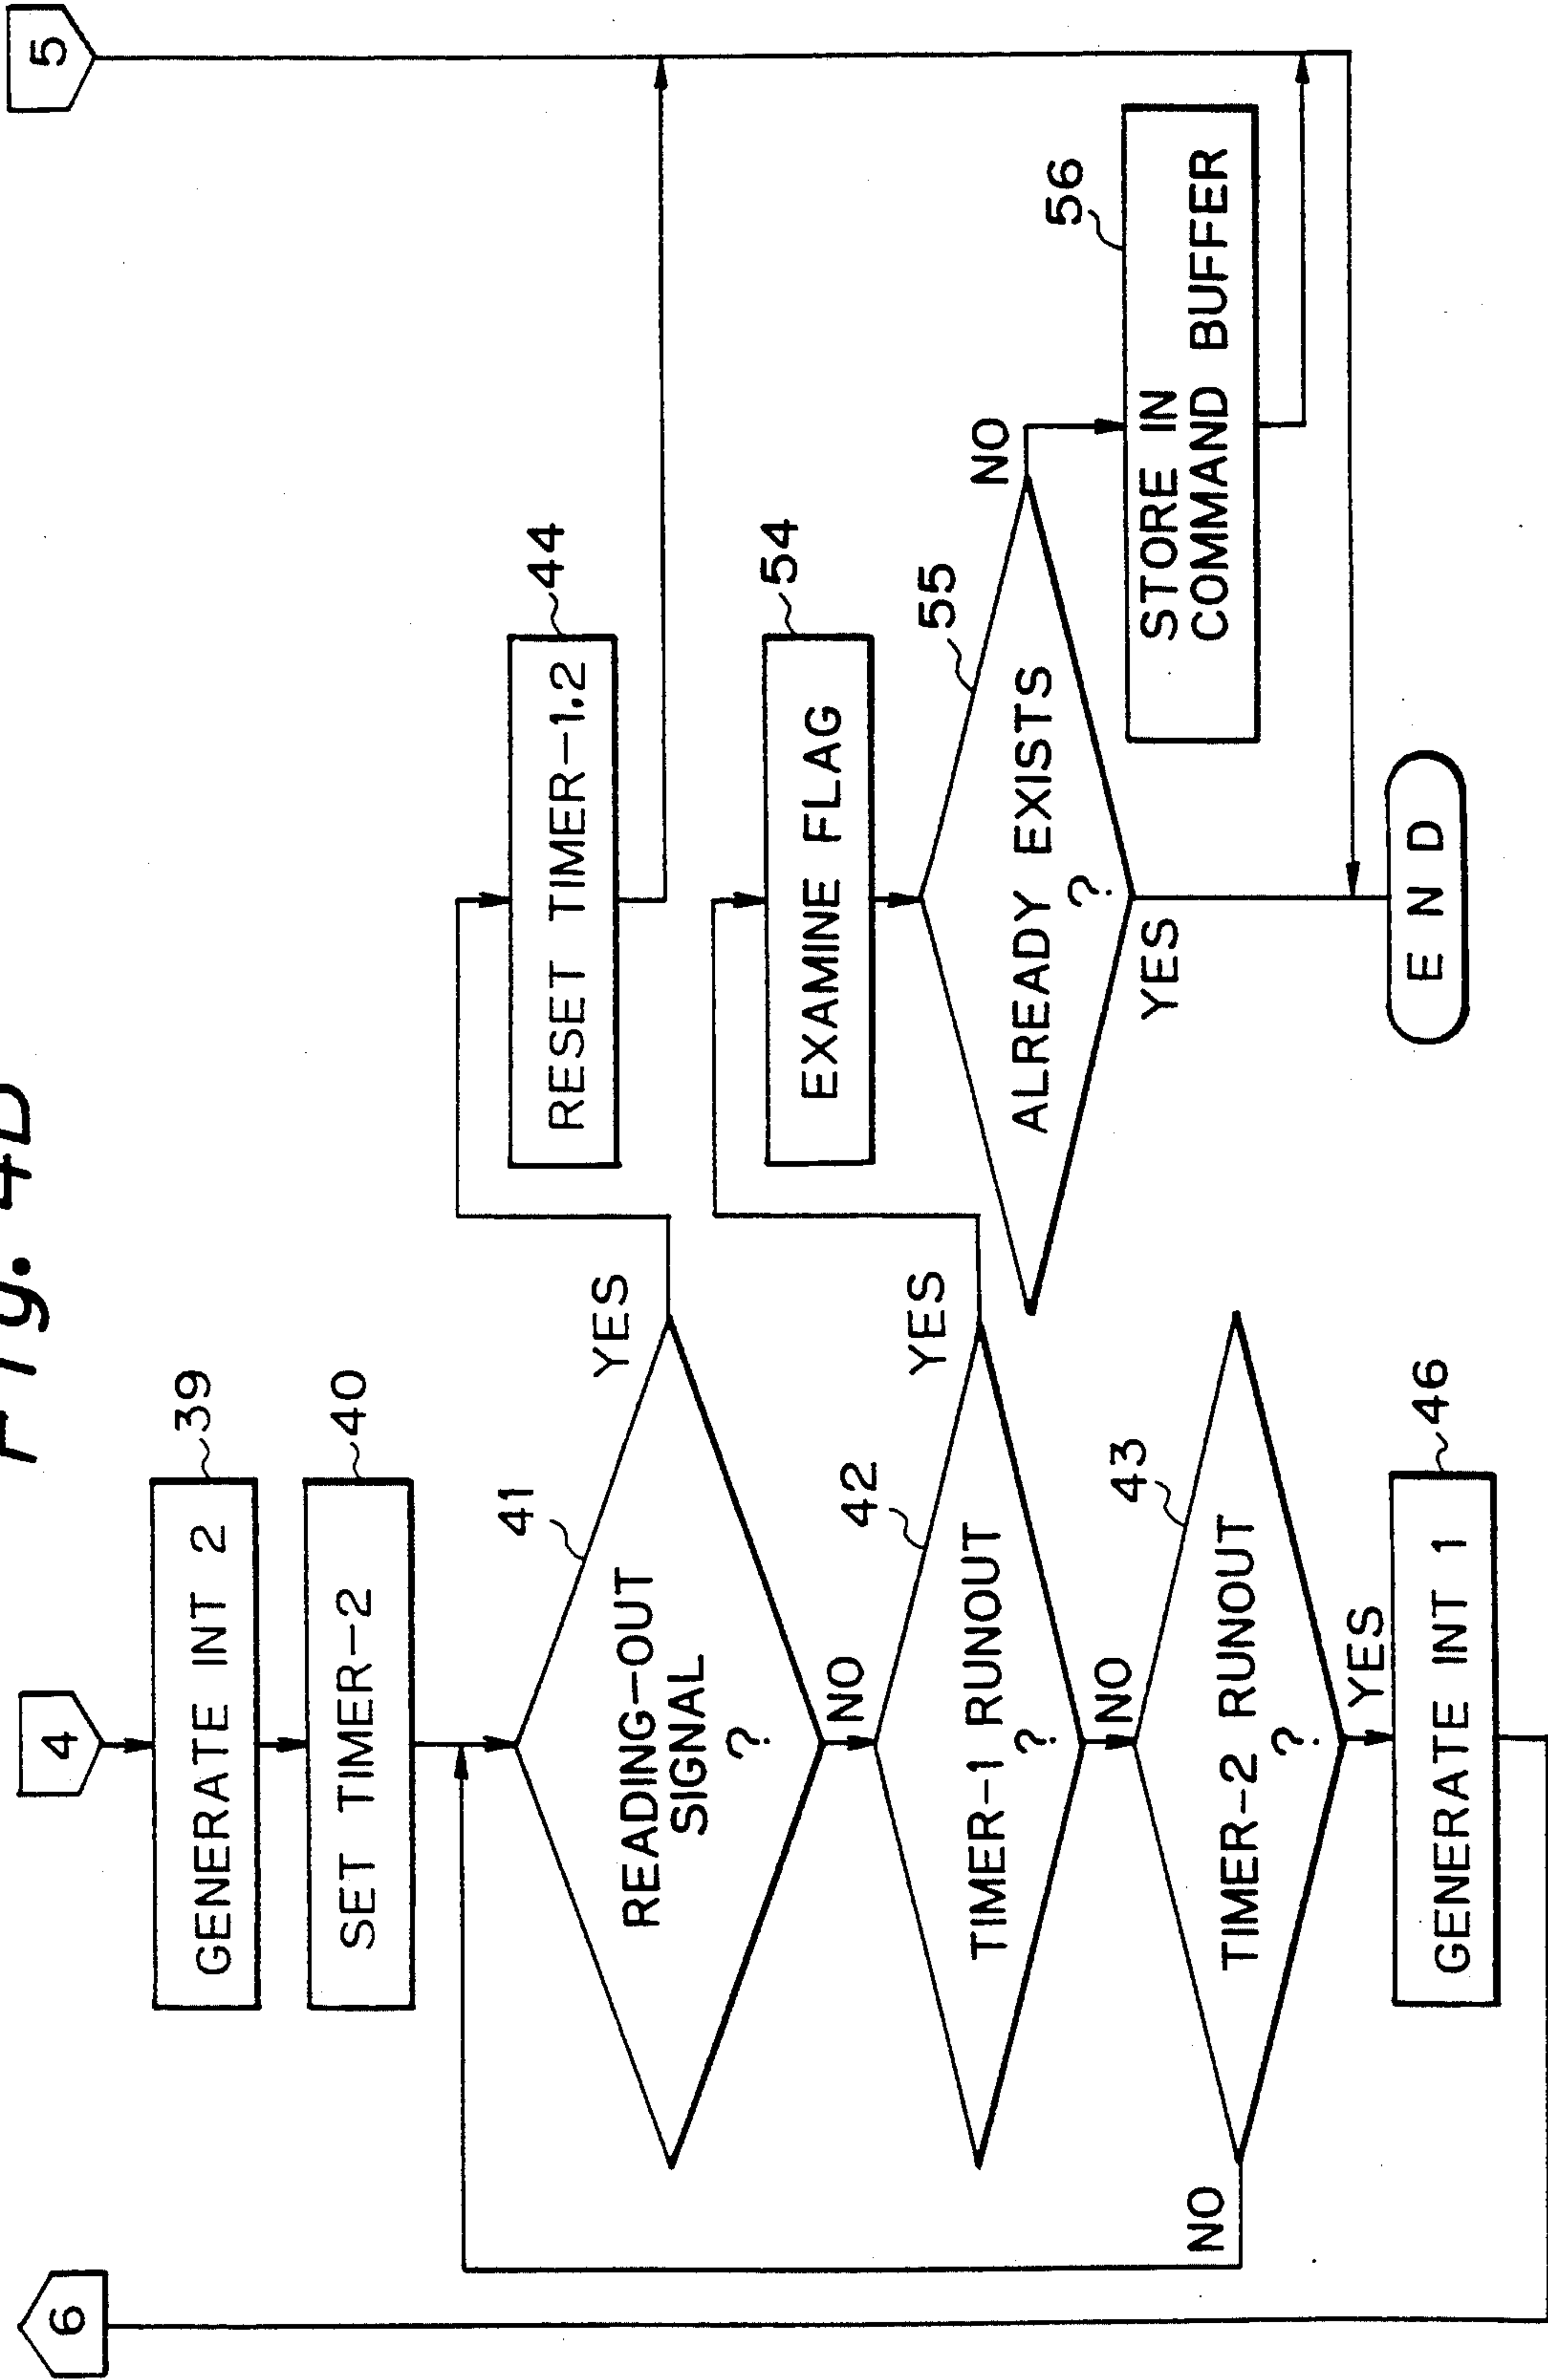 Fig. 4D
6
4
5
GENERATE INT 2
39
SET TIMER-2
40
READING-OUT
SIGNAL
?
41
YES
NO
RESET TIMER-1.2
44
TIMER-1 RUNOUT
?
42
YES
NO
EXAMINE FLAG
54
TIMER-2 RUNOUT
?
43
NO
YES
ALREADY EXISTS
?
55
NO
YES
STORE IN
COMMAND BUFFER
56
GENERATE INT 1
46
END